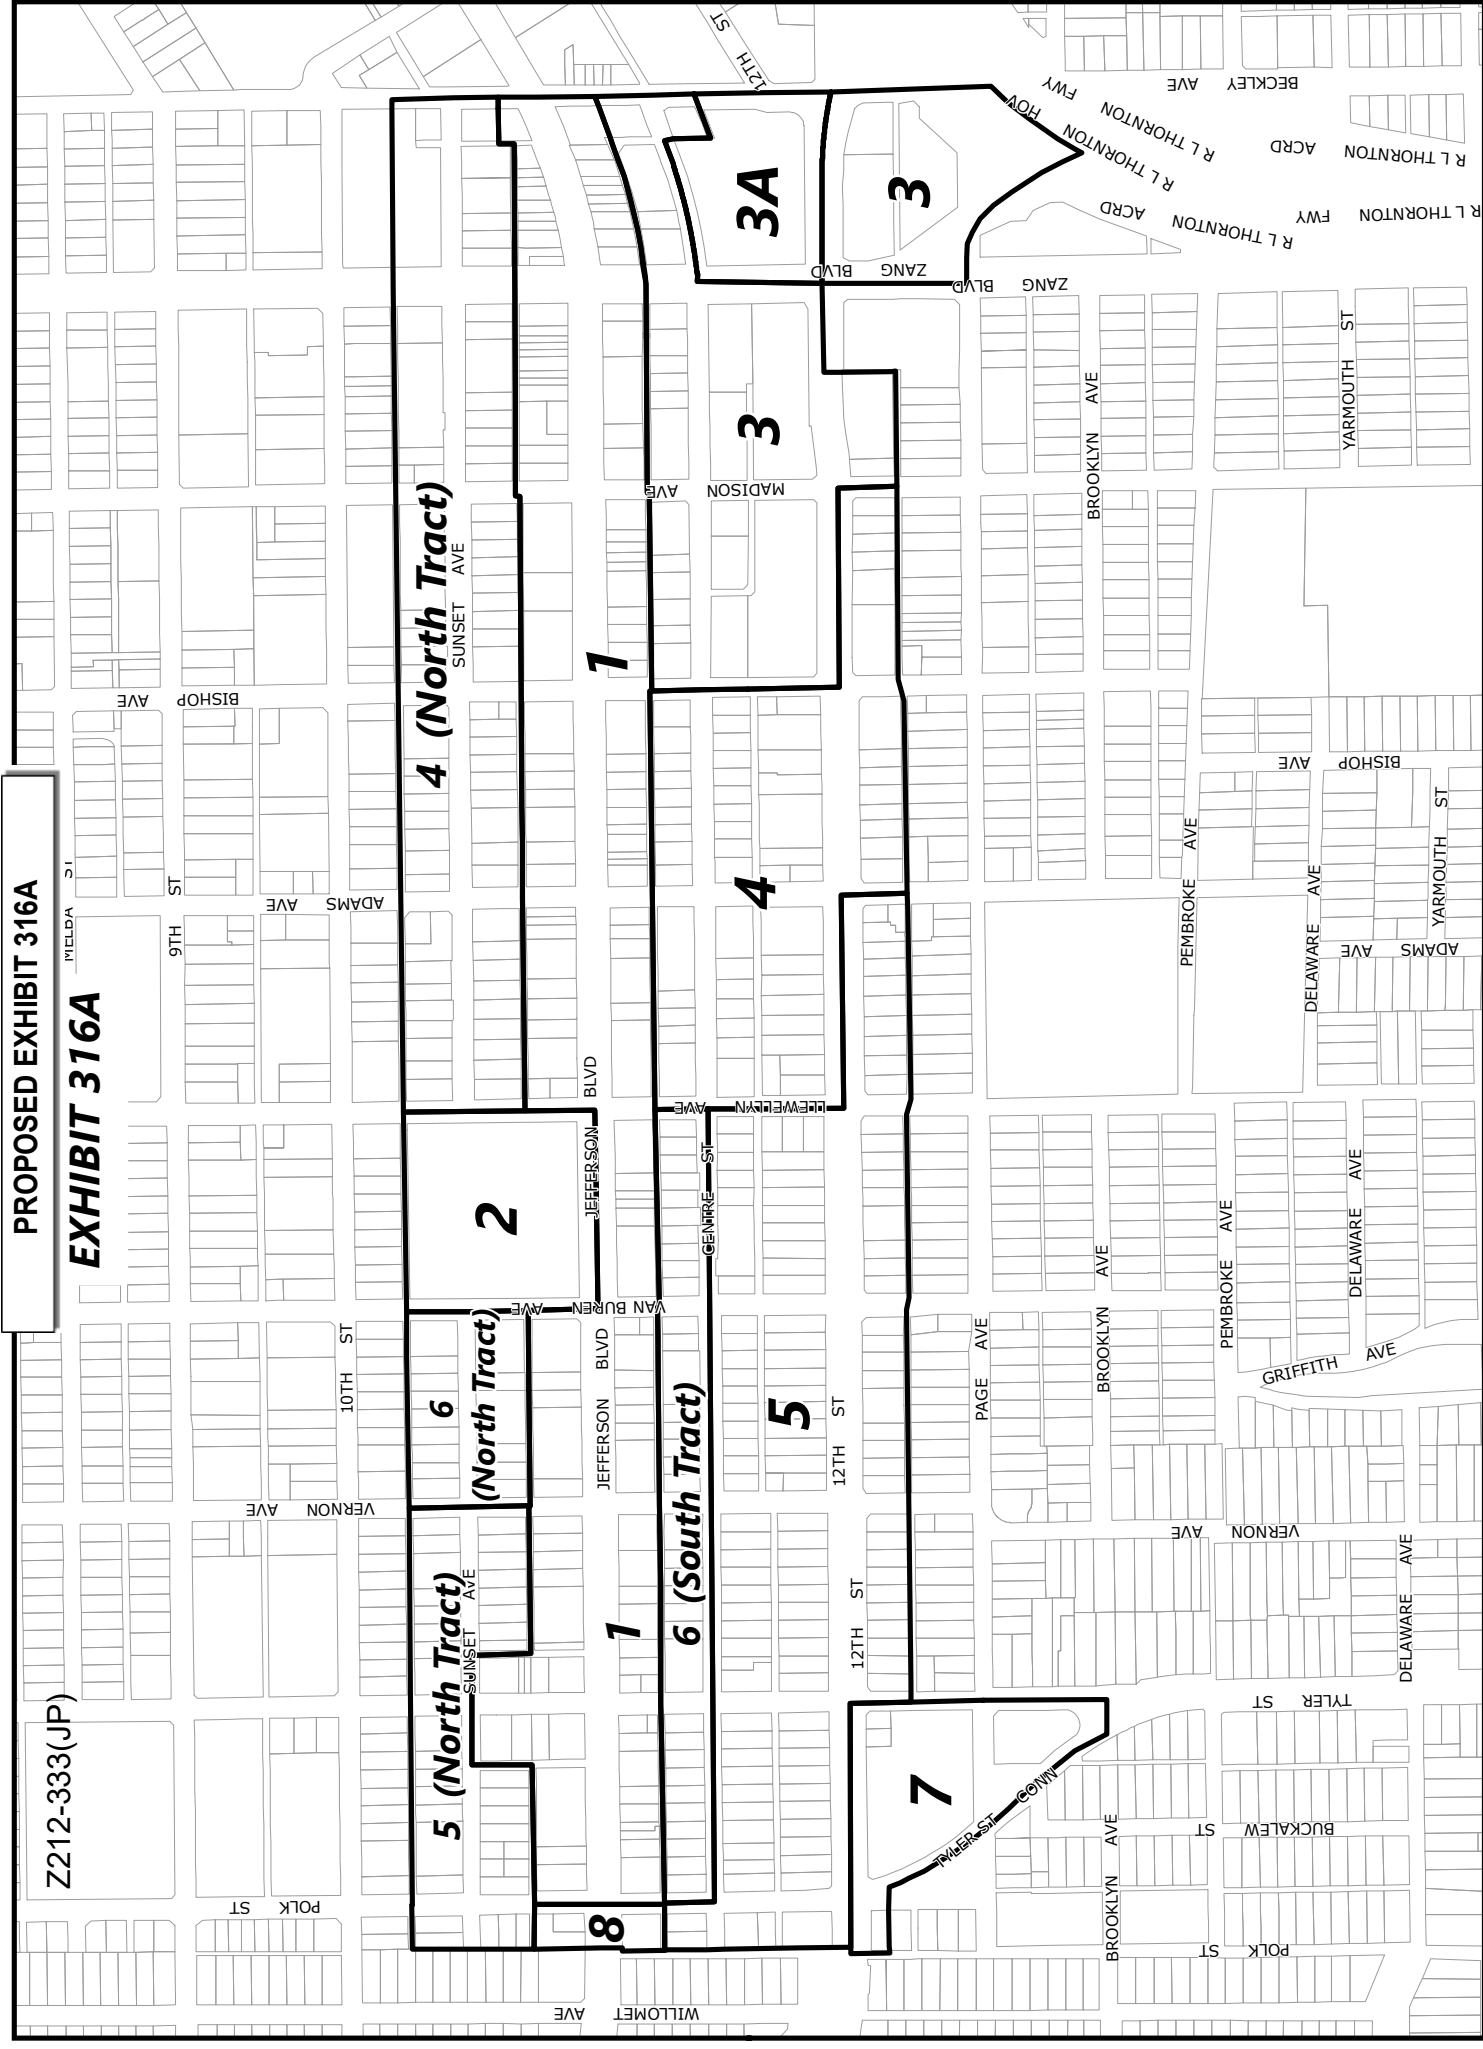 PROPOSED EXHIBIT 316A
Z212-333(JP)
EXHIBIT 316A
9TH ST
BISHOP AVE
POLK ST
VERNON AVE
ADAMS AVE
10TH ST
4 (North Tract)
SUNSET AVE
5 (North Tract)
SUNSET AVE
6
(North Tract)
2
VAN BUREN AVE
8
1
JEFFERSON BLVD
JEFFERSON BLVD
1
WILLOMET AVE
6 (South Tract)
CENTRE ST
LLEWELLYN AVE
MADISON AVE
12TH ST
5
4
3
3A
12TH ST
12TH ST
ZANG BLVD
7
3
TYLER ST CONN
PAGE AVE
ZANG BLVD
HOV
R L THORNTON FWY
R L THORNTON
R L THORNTON ACRD
BROOKLYN AVE
BROOKLYN AVE
BROOKLYN AVE
POLK ST
BUCKALEW ST
TYLER ST
VERNON AVE
PEMBROKE AVE
PEMBROKE AVE
BECKLEY AVE
GRIFFITH AVE
DELAWARE AVE
DELAWARE AVE
DELAWARE AVE
BISHOP AVE
ADAMS AVE
YARMOUTH ST
YARMOUTH ST
R L THORNTON FWY
R L THORNTON ACRD